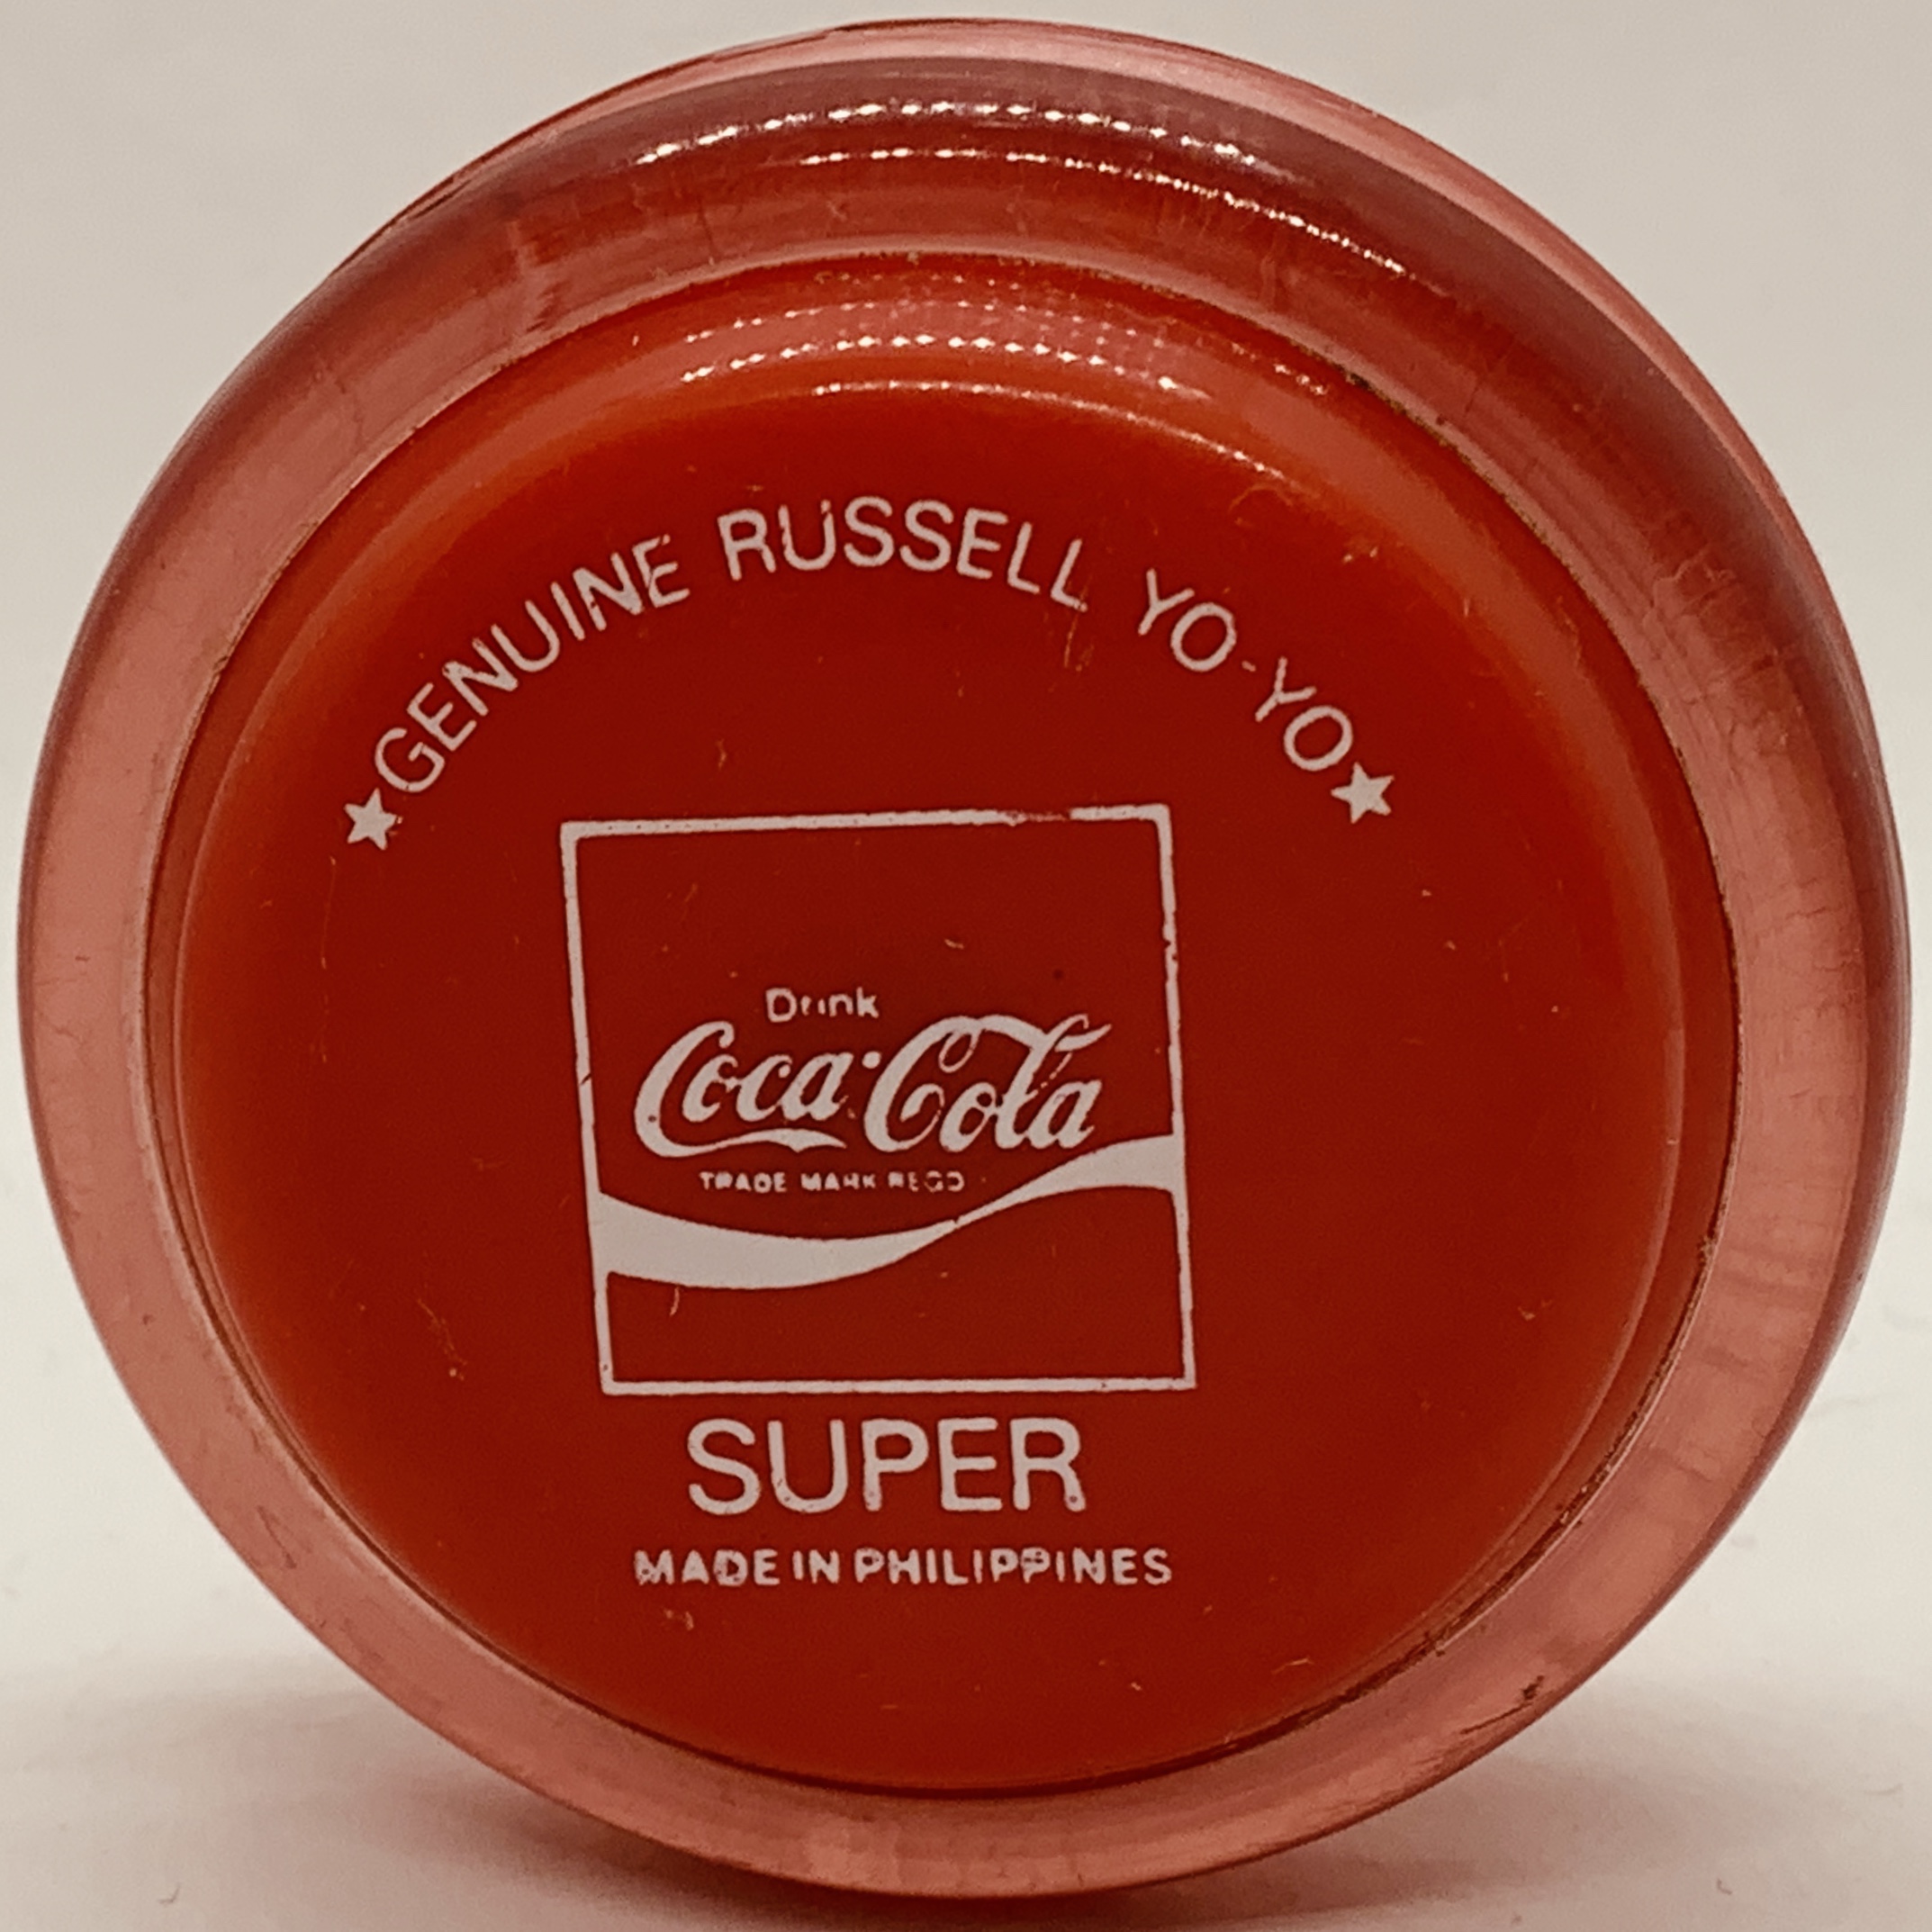 ★GENUINE RUSSELL YO-YO★
Drink
Coca-Cola
TRADE MARK REGD
SUPER
MADE IN PHILIPPINES